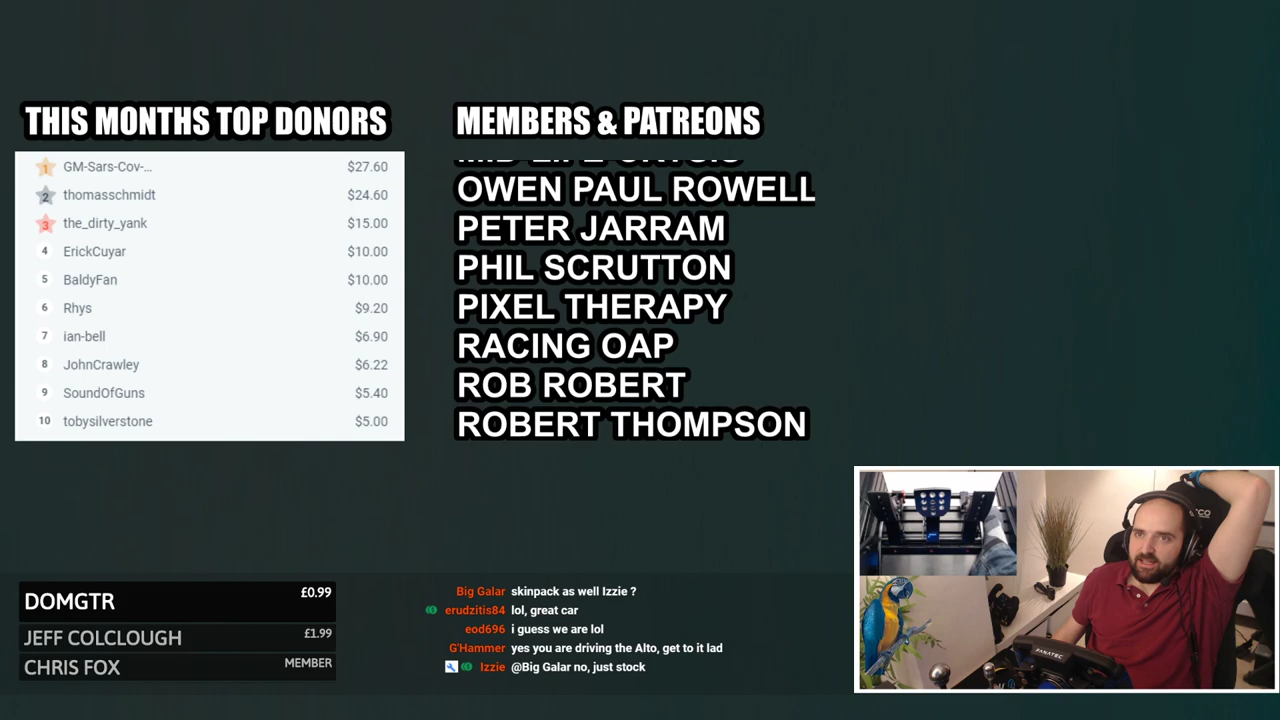 THIS MONTHS TOP DONORS
1 GM-Sars-Cov-... $27.60
2 thomasschmidt $24.60
3 the_dirty_yank $15.00
4 ErickCuyar $10.00
5 BaldyFan $10.00
6 Rhys $9.20
7 ian-bell $6.90
8 JohnCrawley $6.22
9 SoundOfGuns $5.40
10 tobysilverstone $5.00
MEMBERS & PATREONS
OWEN PAUL ROWELL
PETER JARRAM
PHIL SCRUTTON
PIXEL THERAPY
RACING OAP
ROB ROBERT
ROBERT THOMPSON
DOMGTR £0.99
JEFF COLCLOUGH £1.99
CHRIS FOX MEMBER
Big Galar skinpack as well Izzie ?
erudzitis84 lol, great car
eod696 i guess we are lol
G'Hammer yes you are driving the Alto, get to it lad
Izzie @Big Galar no, just stock
FANATEC